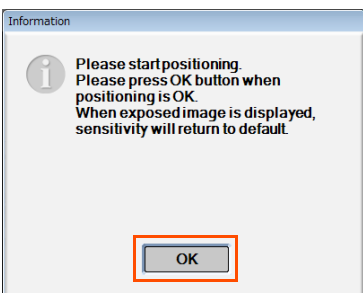 Information
Please start positioning.
Please press OK button when
positioning is OK.
When exposed image is displayed,
sensitivity will return to default.
OK